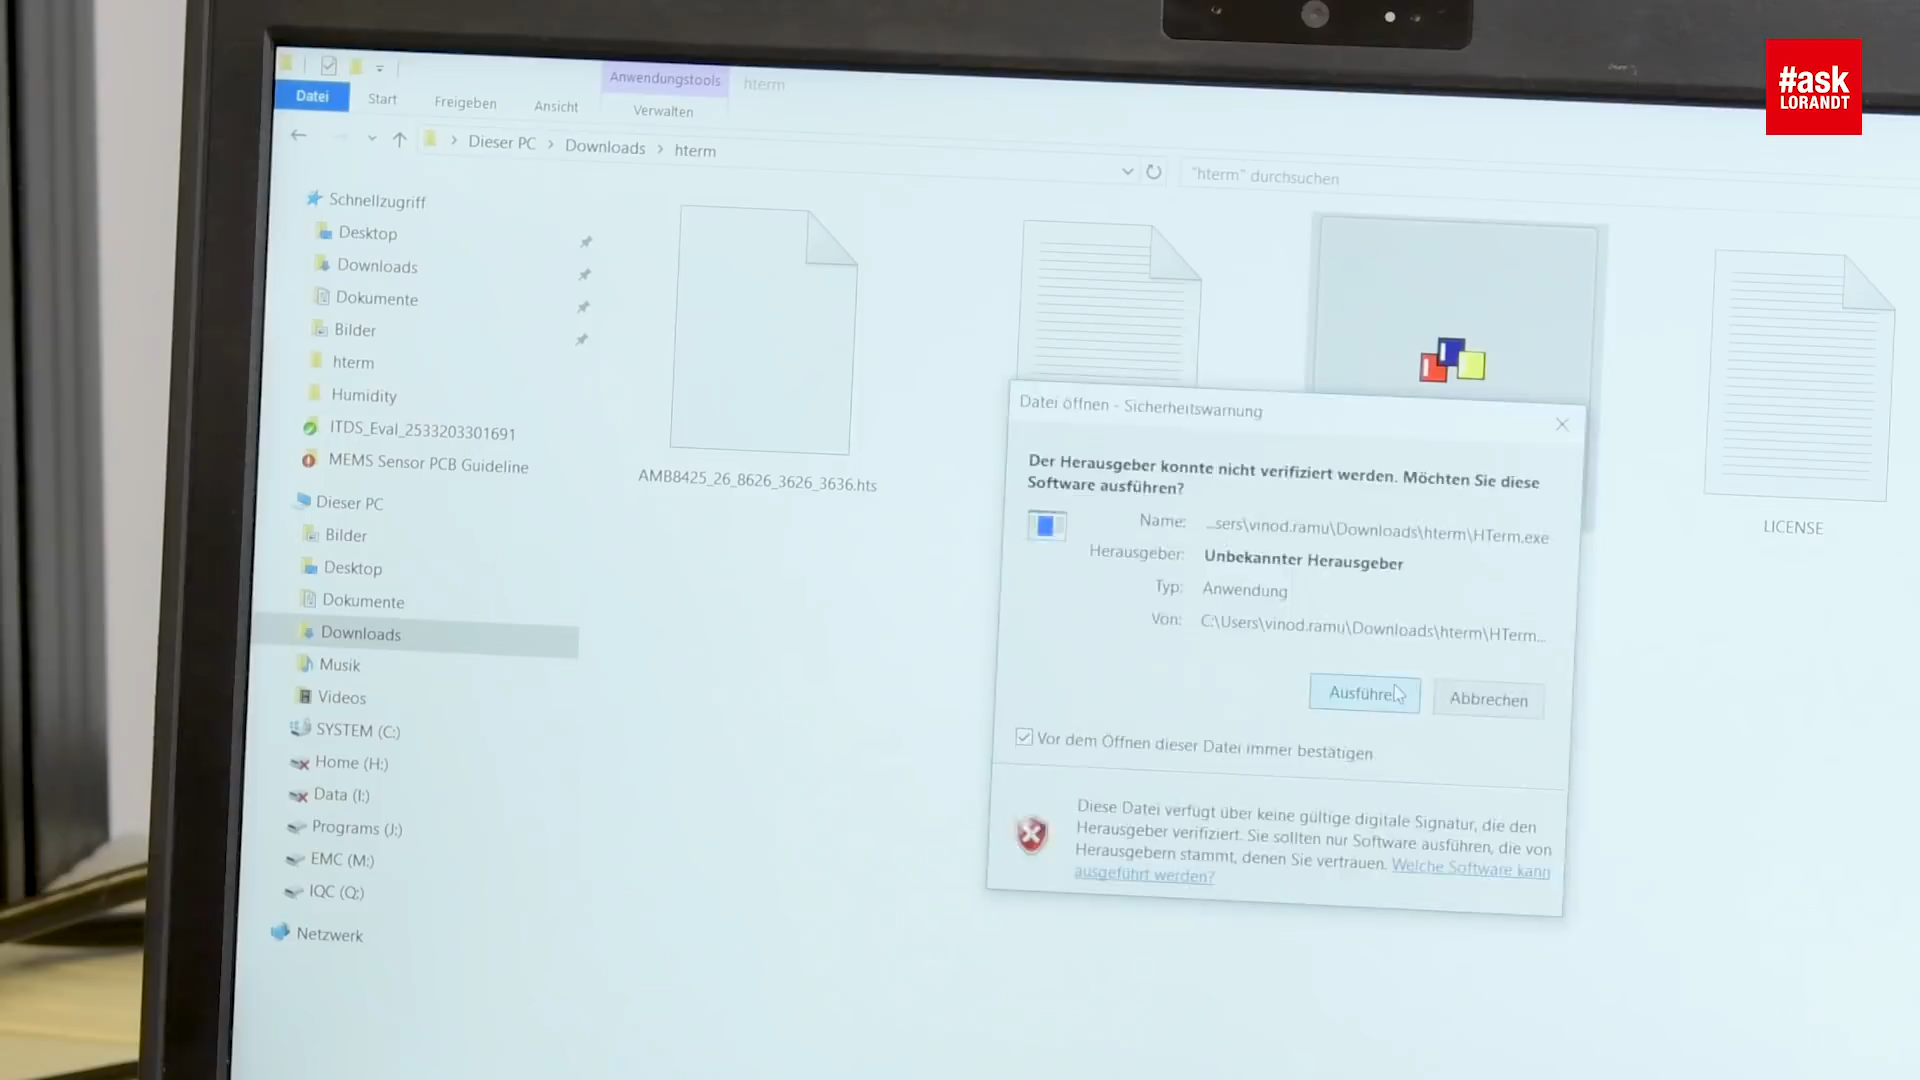 #ask
LORANDT
Anwendungstools
hterm
Datei
Start
Freigeben
Ansicht
Verwalten
Dieser PC
Downloads
hterm
"hterm" durchsuchen
Schnellzugriff
Desktop
Downloads
Dokumente
Bilder
hterm
Humidity
ITDS_Eval_2533203301691
MEMS Sensor PCB Guideline
Dieser PC
Bilder
Desktop
Dokumente
Downloads
Musik
Videos
SYSTEM (C:)
Home (H:)
Data (I:)
Programs (J:)
EMC (M:)
IQC (Q:)
Netzwerk
AMB8425_26_8626_3626_3636.hts
LICENSE
Datei öffnen - Sicherheitswarnung
Der Herausgeber konnte nicht verifiziert werden. Möchten Sie diese
Software ausführen?
Name: ...sers\vinod.ramu\Downloads\hterm\HTerm.exe
Herausgeber: Unbekannter Herausgeber
Typ: Anwendung
Von: C:\Users\vinod.ramu\Downloads\hterm\HTerm...
Ausführen
Abbrechen
Vor dem Öffnen dieser Datei immer bestätigen
Diese Datei verfügt über keine gültige digitale Signatur, die den
Herausgeber verifiziert. Sie sollten nur Software ausführen, die von
Herausgebern stammt, denen Sie vertrauen. Welche Software kann
ausgeführt werden?